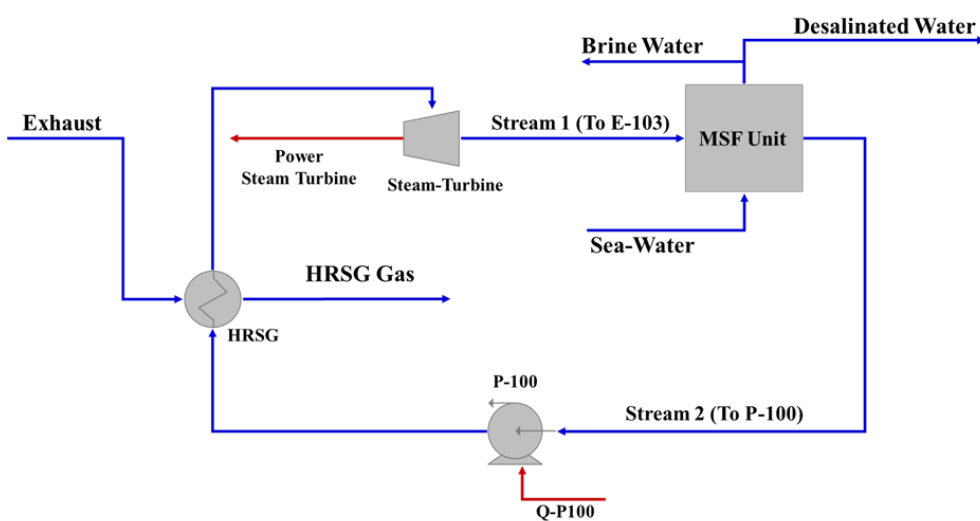 Desalinated Water
Brine Water
Exhaust
Stream 1 (To E-103)
MSF Unit
Power
Steam Turbine
Steam-Turbine
Sea-Water
HRSG Gas
HRSG
P-100
Stream 2 (To P-100)
Q-P100